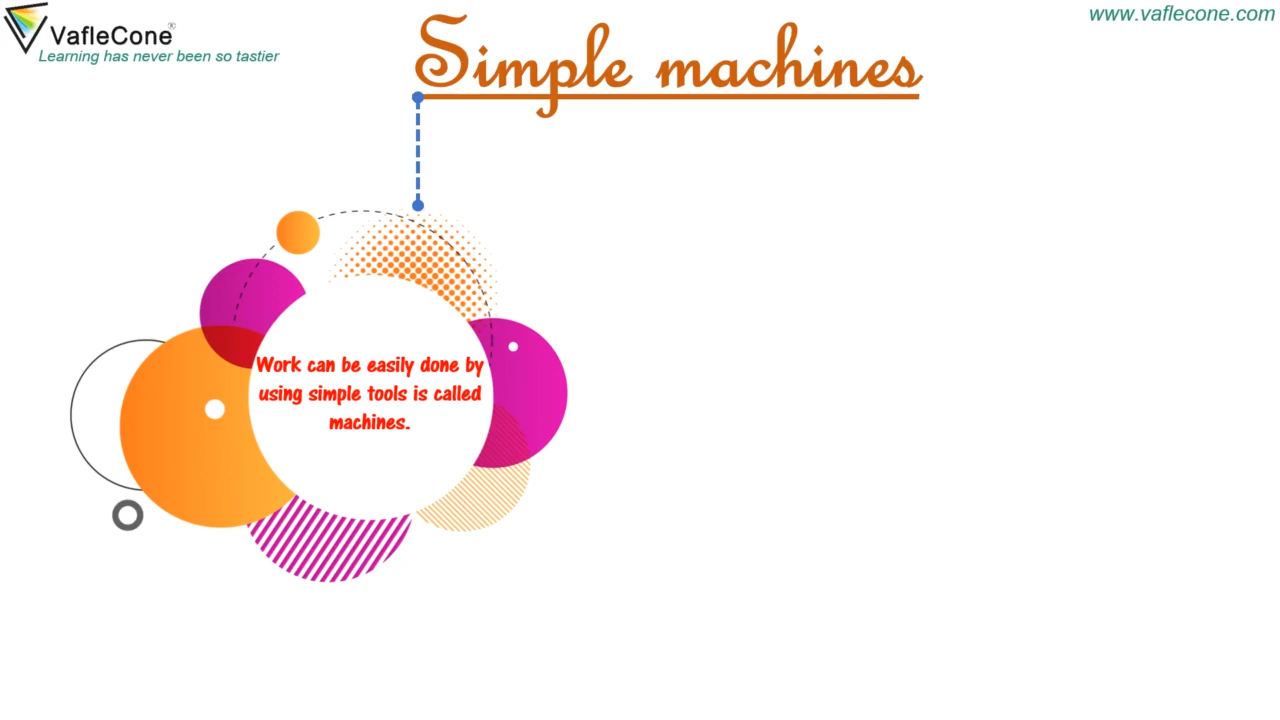 VafleCone®
Learning has never been so tastier
www.vaflecone.com
Simple machines
Work can be easily done by
using simple tools is called
machines.